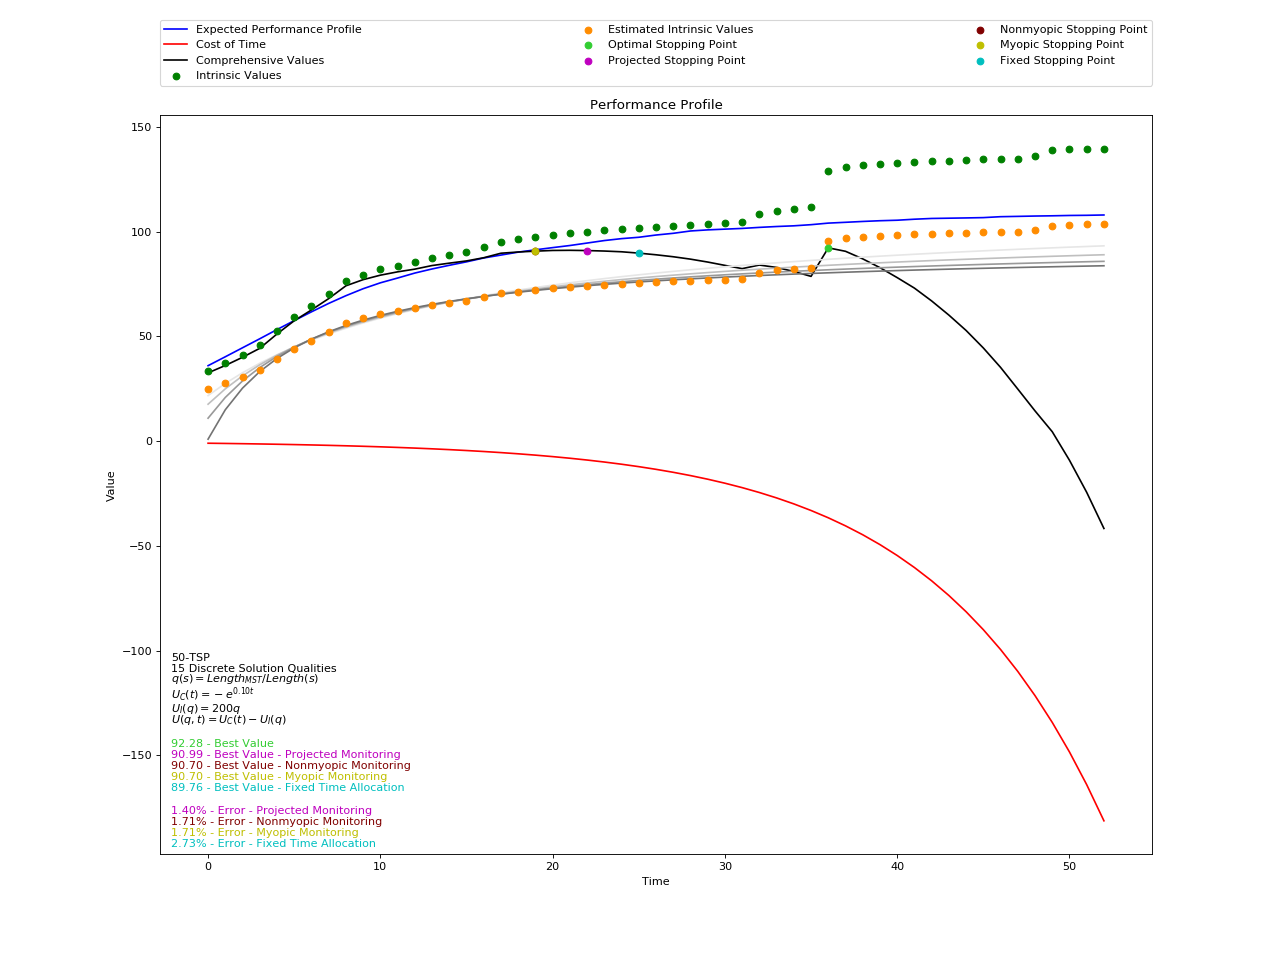 Expected Performance Profile
Cost of Time
Comprehensive Values
Intrinsic Values
Estimated Intrinsic Values
Optimal Stopping Point
Projected Stopping Point
Nonmyopic Stopping Point
Myopic Stopping Point
Fixed Stopping Point
Performance Profile
150
100
50
0
−50
−100
−150
Value
50-TSP
15 Discrete Solution Qualities
q(s) = Length_MST/Length(s)
U_C(t) = −e^{0.10t}
U_I(q) = 200q
U(q, t) = U_C(t) − U_I(q)
92.28 - Best Value
90.99 - Best Value - Projected Monitoring
90.70 - Best Value - Nonmyopic Monitoring
90.70 - Best Value - Myopic Monitoring
89.76 - Best Value - Fixed Time Allocation
1.40% - Error - Projected Monitoring
1.71% - Error - Nonmyopic Monitoring
1.71% - Error - Myopic Monitoring
2.73% - Error - Fixed Time Allocation
0 10 20 30 40 50
Time